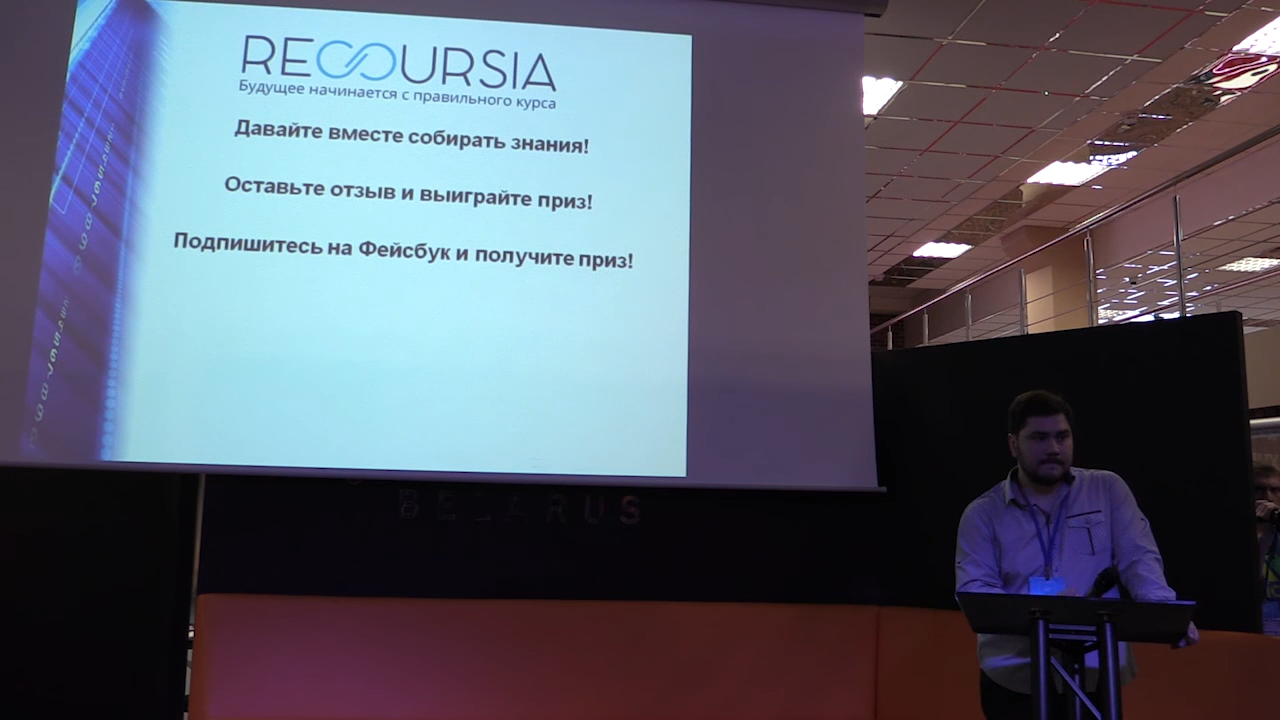 RECOURSIA
Будущее начинается с правильного курса
Давайте вместе собирать знания!
Оставьте отзыв и выиграйте приз!
Подпишитесь на Фейсбук и получите приз!
BELARUS